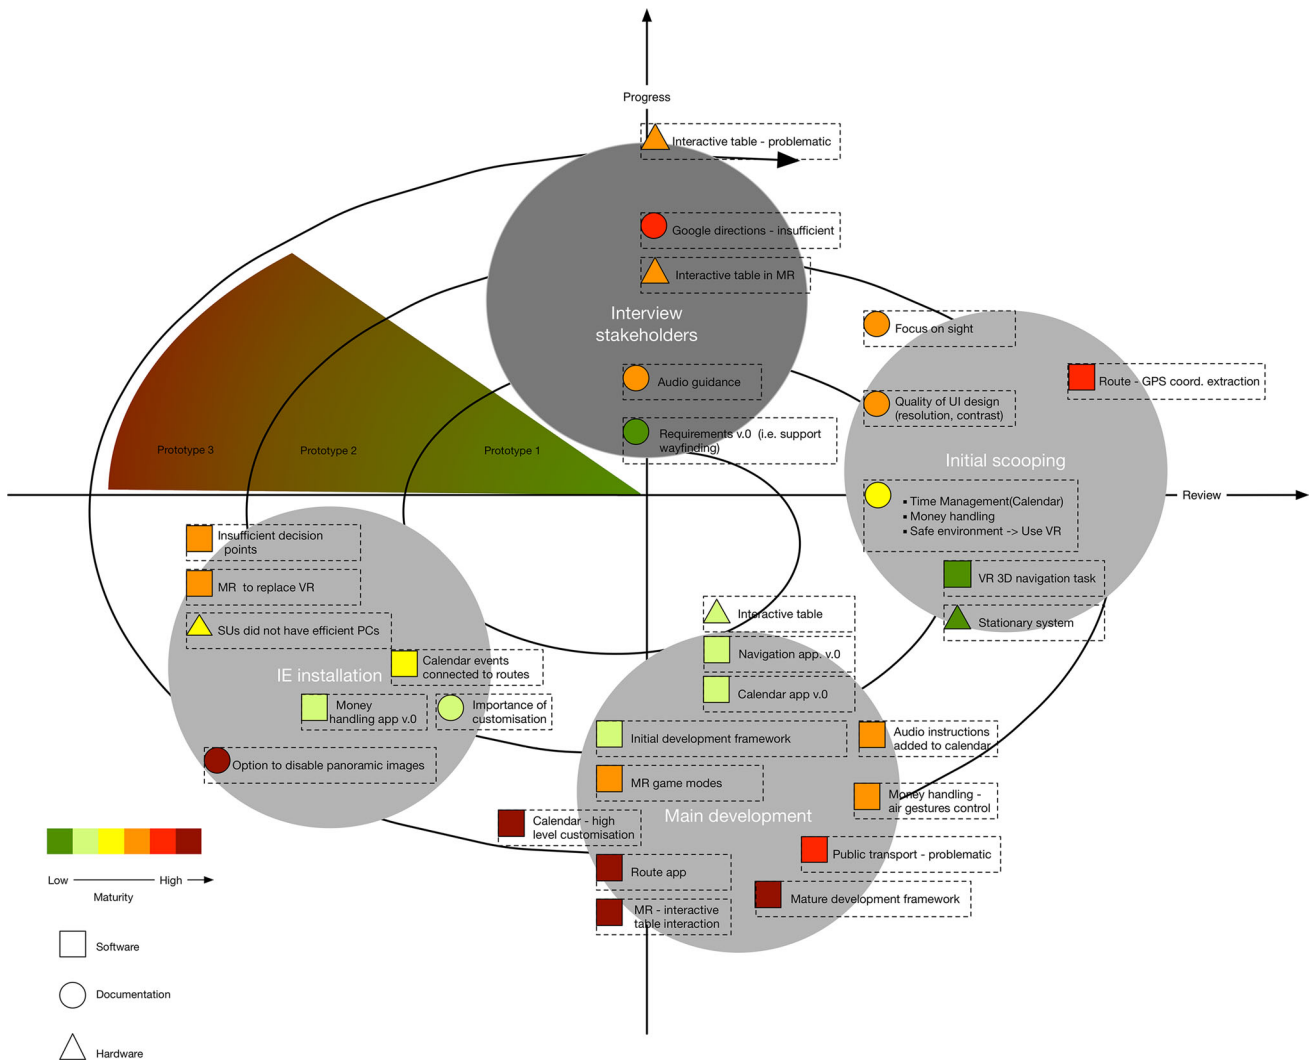 Progress
Interactive table - problematic
Google directions - insufficient
Interactive table in MR
Interview
stakeholders
Audio guidance
Requirements v.0 (i.e. support
wayfinding)
Focus on sight
Route - GPS coord. extraction
Quality of UI design
(resolution, contrast)
Initial scooping
▪ Time Management(Calendar)
▪ Money handling
▪ Safe environment -> Use VR
Review
VR 3D navigation task
Stationary system
Prototype 3
Prototype 2
Prototype 1
Insufficient decision
points
MR to replace VR
SUs did not have efficient PCs
IE installation
Calendar events
connected to routes
Money
handling app v.0
Importance of
customisation
Option to disable panoramic images
Interactive table
Navigation app. v.0
Calendar app v.0
Initial development framework
Audio instructions
added to calendar
MR game modes
Money handling -
air gestures control
Main development
Calendar - high
level customisation
Public transport - problematic
Route app
Mature development framework
MR - interactive
table interaction
Low
High
Maturity
Software
Documentation
Hardware